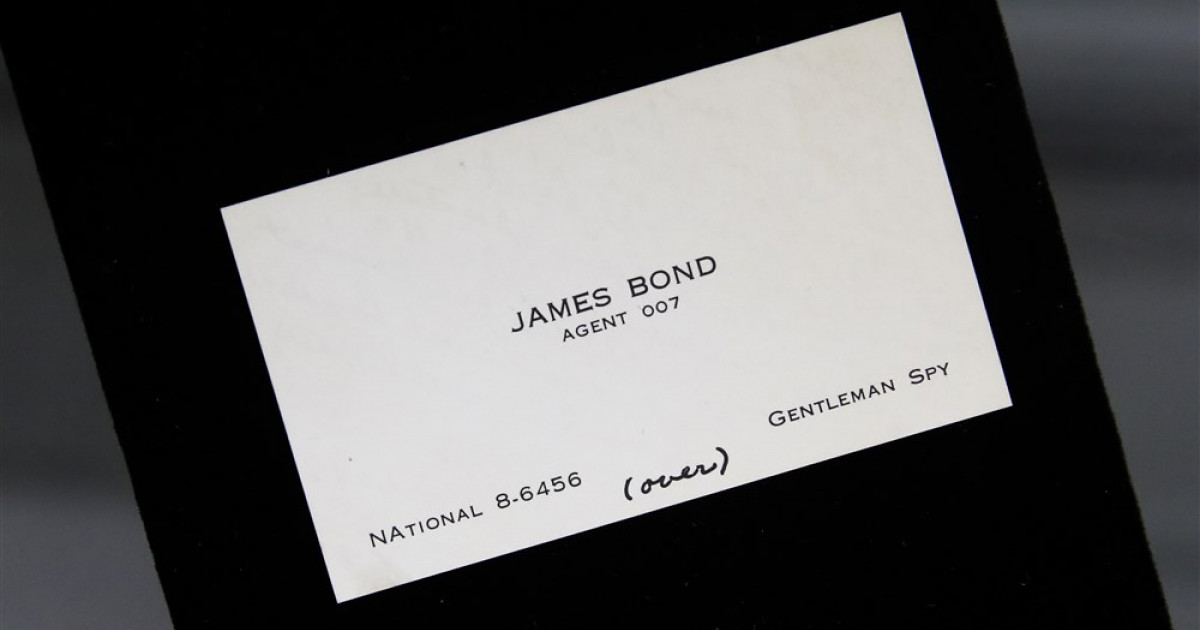 JAMES BOND
AGENT 007
GENTLEMAN SPY
NATIONAL 8-6456
(over)